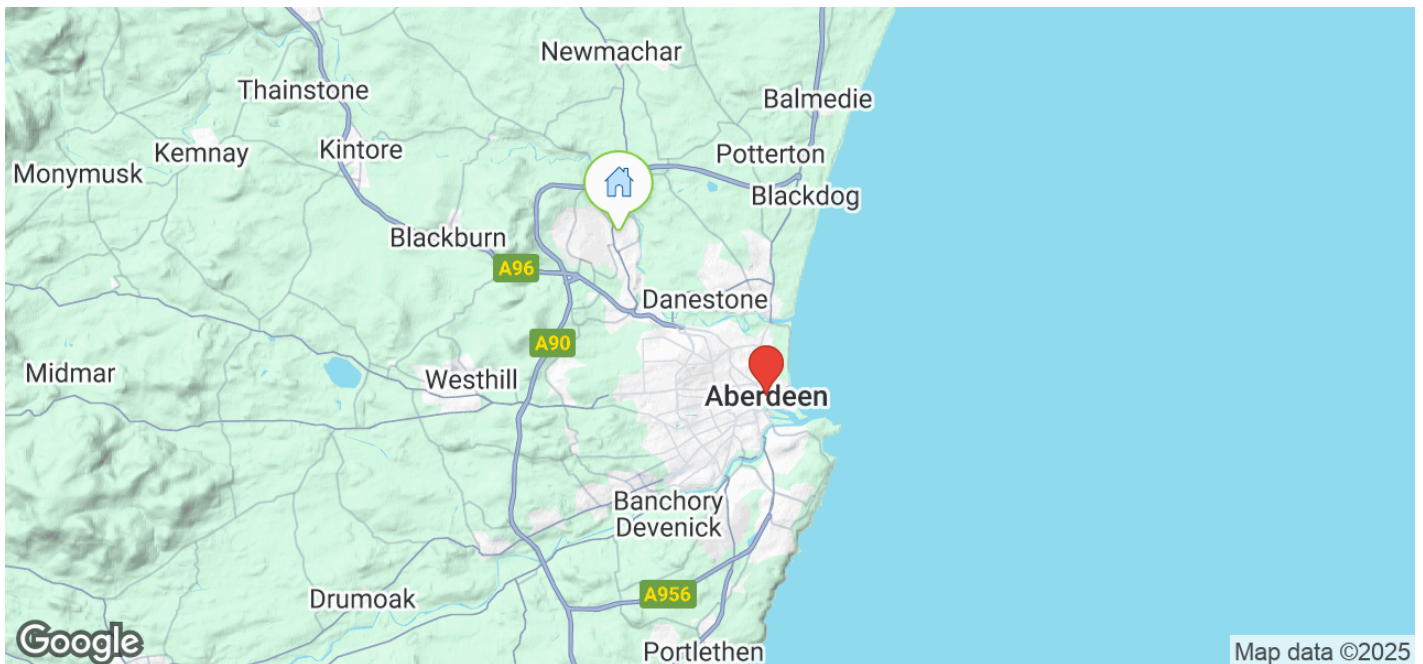 Newmachar
Thainstone
Balmedie
Kemnay
Kintore
Potterton
Monymusk
Blackdog
Blackburn
A96
Danestone
A90
Midmar
Westhill
Aberdeen
Banchory
Devenick
Drumoak
A956
Google
Portlethen
Map data ©2025